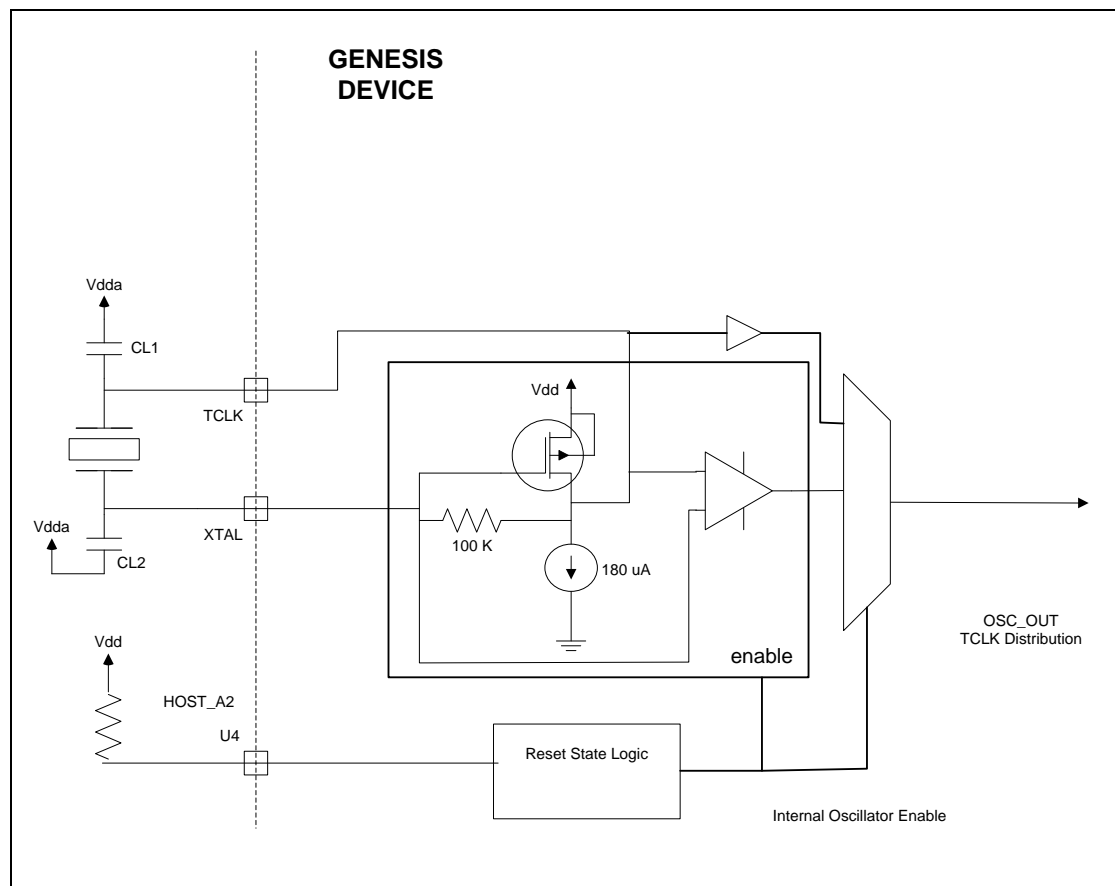 GENESIS
DEVICE
Vdda
CL1
TCLK
Vdd
XTAL
Vdda
CL2
100 K
180 uA
OSC_OUT
TCLK Distribution
enable
Vdd
HOST_A2
U4
Reset State Logic
Internal Oscillator Enable